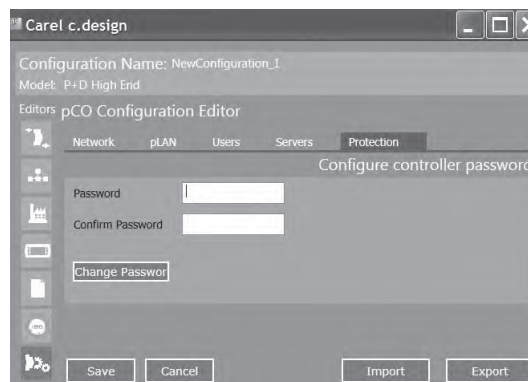 Carel c.design
Configuration Name: NewConfiguration_1
Model: P+D High End
Editors pCO Configuration Editor
Network pLAN Users Servers Protection
Configure controller password
Password
Confirm Password
Change Passwor
Save Cancel Import Export